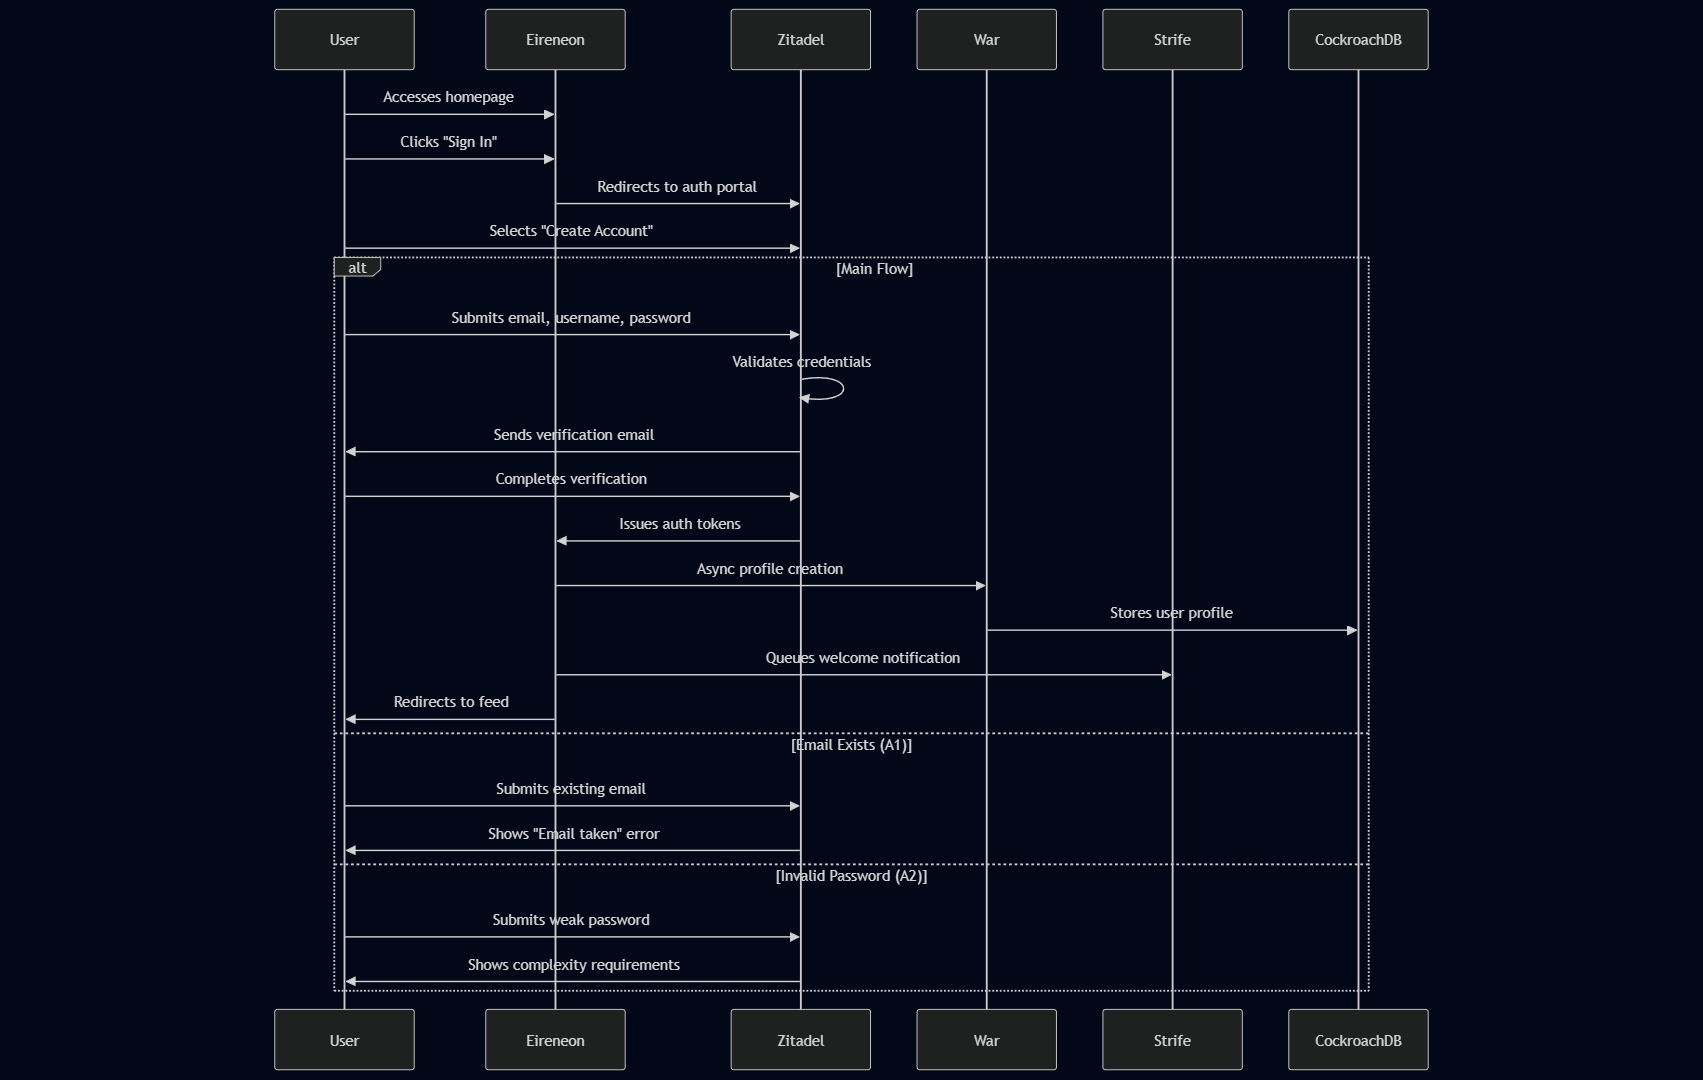 User
Eireneon
Zitadel
War
Strife
CockroachDB
Accesses homepage
Clicks "Sign In"
Redirects to auth portal
Selects "Create Account"
alt
[Main Flow]
Submits email, username, password
Validates credentials
Sends verification email
Completes verification
Issues auth tokens
Async profile creation
Stores user profile
Queues welcome notification
Redirects to feed
[Email Exists (A1)]
Submits existing email
Shows "Email taken" error
[Invalid Password (A2)]
Submits weak password
Shows complexity requirements
User
Eireneon
Zitadel
War
Strife
CockroachDB